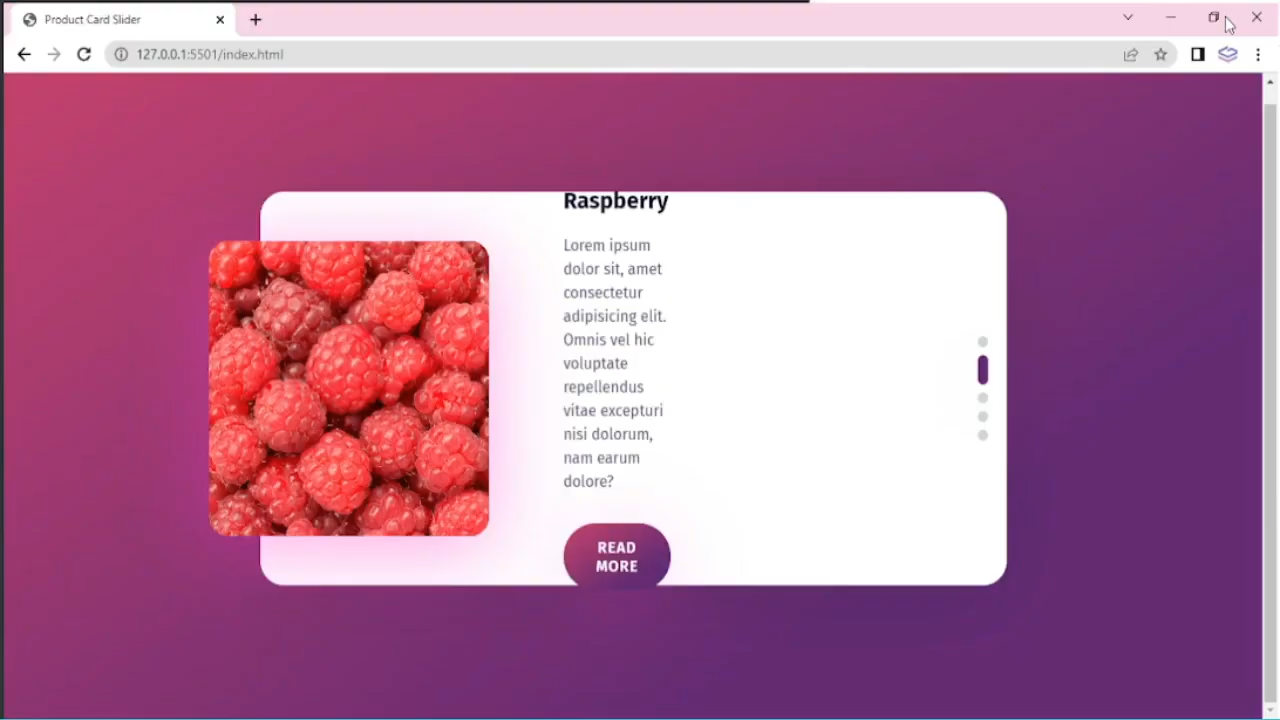 Product Card Slider
127.0.0.1:5501/index.html
Raspberry
Lorem ipsum
dolor sit, amet
consectetur
adipisicing elit.
Omnis vel hic
voluptate
repellendus
vitae excepturi
nisi dolorum,
nam earum
dolore?
READ
MORE